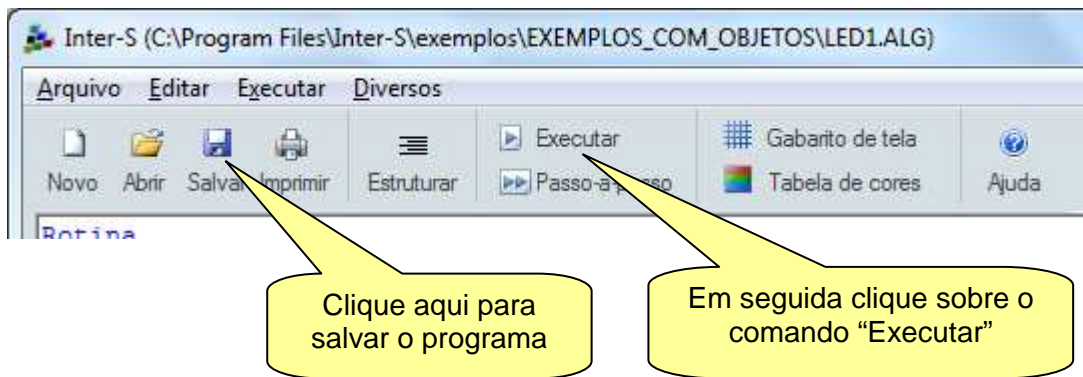 Inter-S (C:\Program Files\Inter-S\exemplos\EXEMPLOS_COM_OBJETOS\LED1.ALG)
Arquivo Editar Executar Diversos
Executar Gabarito de tela
Novo Abrir Salvar Imprimir Estruturar Passo-a-passo Tabela de cores Ajuda
Rotina
Clique aqui para
salvar o programa
Em seguida clique sobre o
comando “Executar”